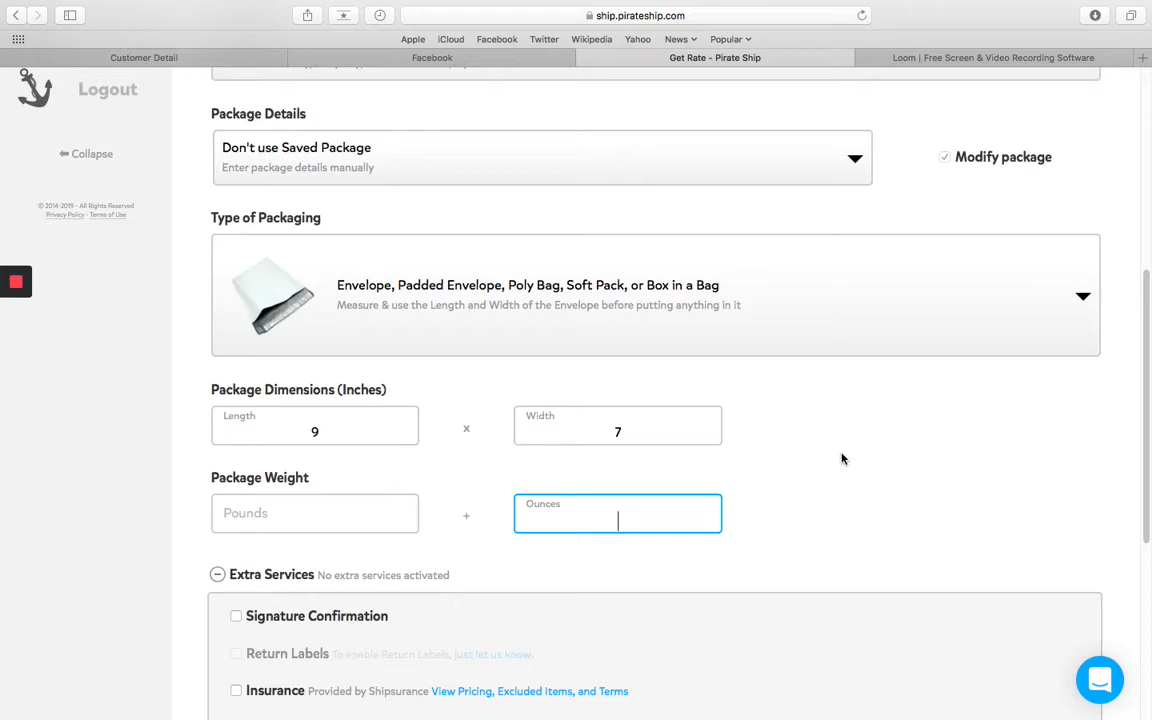 ship.pirateship.com
Apple iCloud Facebook Twitter Wikipedia Yahoo News Popular
Customer Detail Facebook Get Rate - Pirate Ship Loom | Free Screen & Video Recording Software
Logout
Collapse
© 2014-2019 - All Rights Reserved
Privacy Policy - Terms of Use
Package Details
Don't use Saved Package
Enter package details manually
Modify package
Type of Packaging
Envelope, Padded Envelope, Poly Bag, Soft Pack, or Box in a Bag
Measure & use the Length and Width of the Envelope before putting anything in it
Package Dimensions (Inches)
Length
9
x
Width
7
Package Weight
Pounds
+
Ounces
Extra Services No extra services activated
Signature Confirmation
Return Labels To enable Return Labels, just let us know.
Insurance Provided by Shipsurance View Pricing, Excluded Items, and Terms